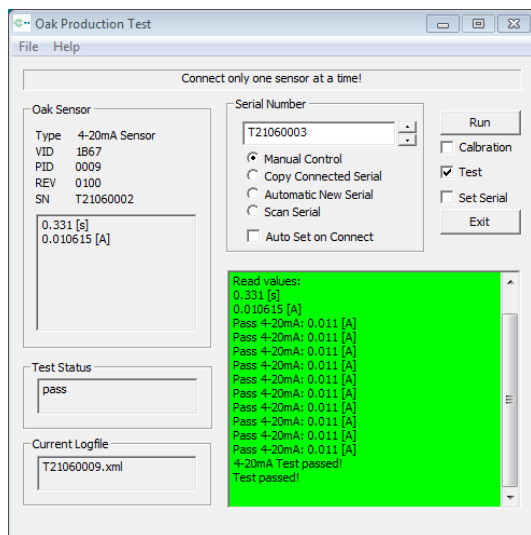 Oak Production Test
File Help
Connect only one sensor at a time!
Oak Sensor
Type 4-20mA Sensor
VID 1B67
PID 0009
REV 0100
SN T21060002
0.331 [s]
0.010615 [A]
Test Status
pass
Current Logfile
T21060009.xml
Serial Number
T21060003
Manual Control
Copy Connected Serial
Automatic New Serial
Scan Serial
Auto Set on Connect
Run
Calbration
Test
Set Serial
Exit
Read values:
0.331 [s]
0.010615 [A]
Pass 4-20mA: 0.011 [A]
Pass 4-20mA: 0.011 [A]
Pass 4-20mA: 0.011 [A]
Pass 4-20mA: 0.011 [A]
Pass 4-20mA: 0.011 [A]
Pass 4-20mA: 0.011 [A]
Pass 4-20mA: 0.011 [A]
Pass 4-20mA: 0.011 [A]
Pass 4-20mA: 0.011 [A]
Pass 4-20mA: 0.011 [A]
4-20mA Test passed!
Test passed!